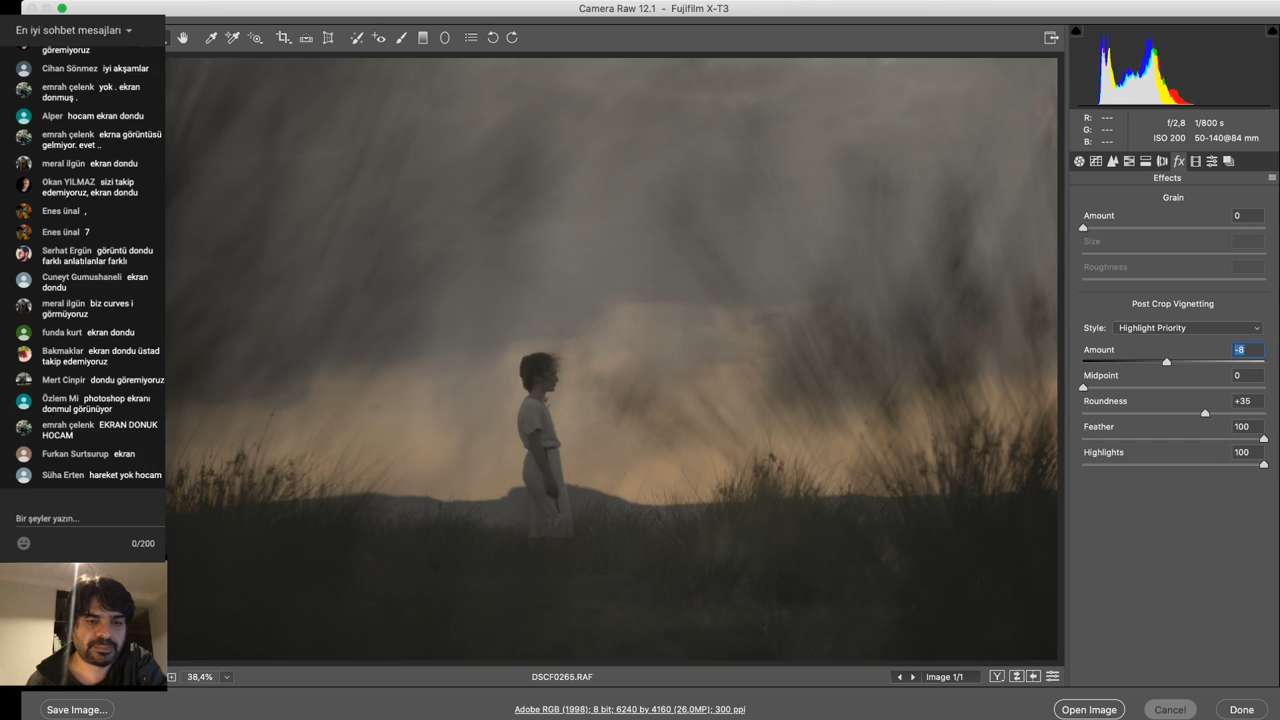 Camera Raw 12.1 - Fujifilm X-T3
En iyi sohbet mesajları
göremiyoruz
Cihan Sönmez iyi akşamlar
emrah çelenk yok . ekran
donmuş .
Alper hocam ekran dondu
emrah çelenk ekrna görüntüsü
gelmiyor. evet ..
meral ilgün ekran dondu
Okan YILMAZ sizi takip
edemiyoruz, ekran dondu
Enes ünal ,
Enes ünal 7
Serhat Ergün görüntü dondu
farklı anlatılanlar farklı
Cuneyt Gumushaneli ekran
dondu
meral ilgün biz curves i
görmüyoruz
funda kurt ekran dondu
Bakmaklar ekran dondu üstad
takip edemiyoruz
Mert Cinpir dondu göremiyoruz
Özlem Mi photoshop ekranı
donmul görünüyor
emrah çelenk EKRAN DONUK
HOCAM
Furkan Surtsurup ekran
Süha Erten hareket yok hocam
Bir şeyler yazın...
0/200
R: ---
G: ---
B: ---
f/2,8 1/800 s
ISO 200 50-140@84 mm
fx
Effects
Grain
Amount 0
Size
Roughness
Post Crop Vignetting
Style: Highlight Priority
Amount -8
Midpoint 0
Roundness +35
Feather 100
Highlights 100
38,4%
DSCF0265.RAF
Image 1/1
Y
Save Image...
Adobe RGB (1998); 8 bit; 6240 by 4160 (26,0MP); 300 ppi
Open Image
Cancel
Done